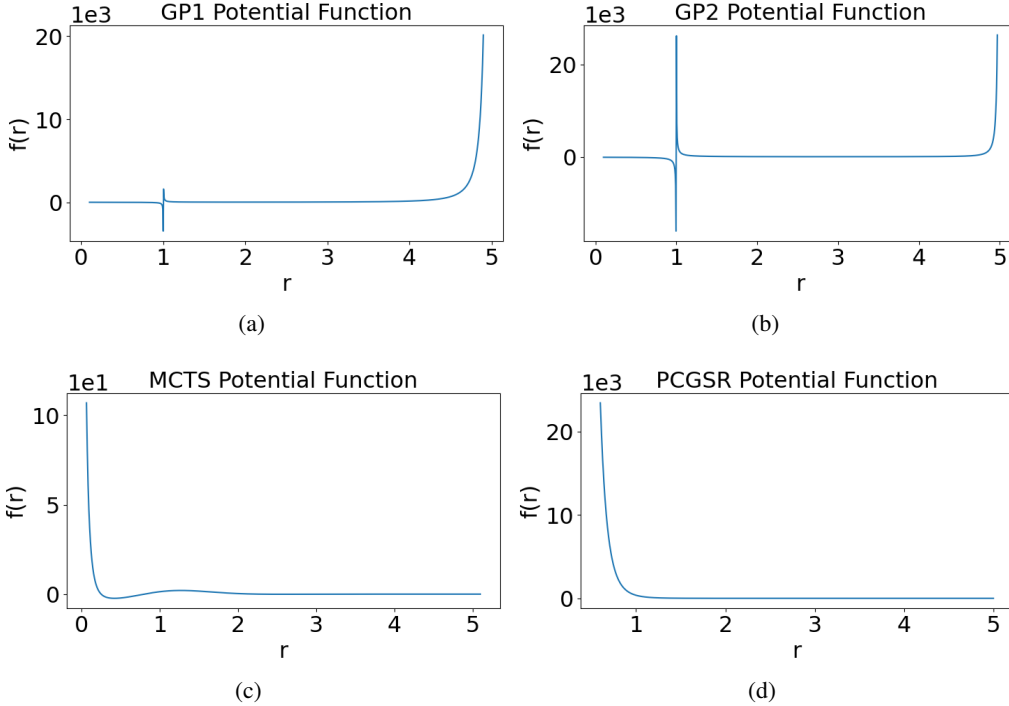 GP1 Potential Function
1e3
20
10
0
f(r)
0 1 2 3 4 5
r
(a)
GP2 Potential Function
1e3
20
0
f(r)
0 1 2 3 4 5
r
(b)
MCTS Potential Function
1e1
10
5
0
f(r)
0 1 2 3 4 5
r
(c)
PCGSR Potential Function
1e3
20
10
0
f(r)
1 2 3 4 5
r
(d)